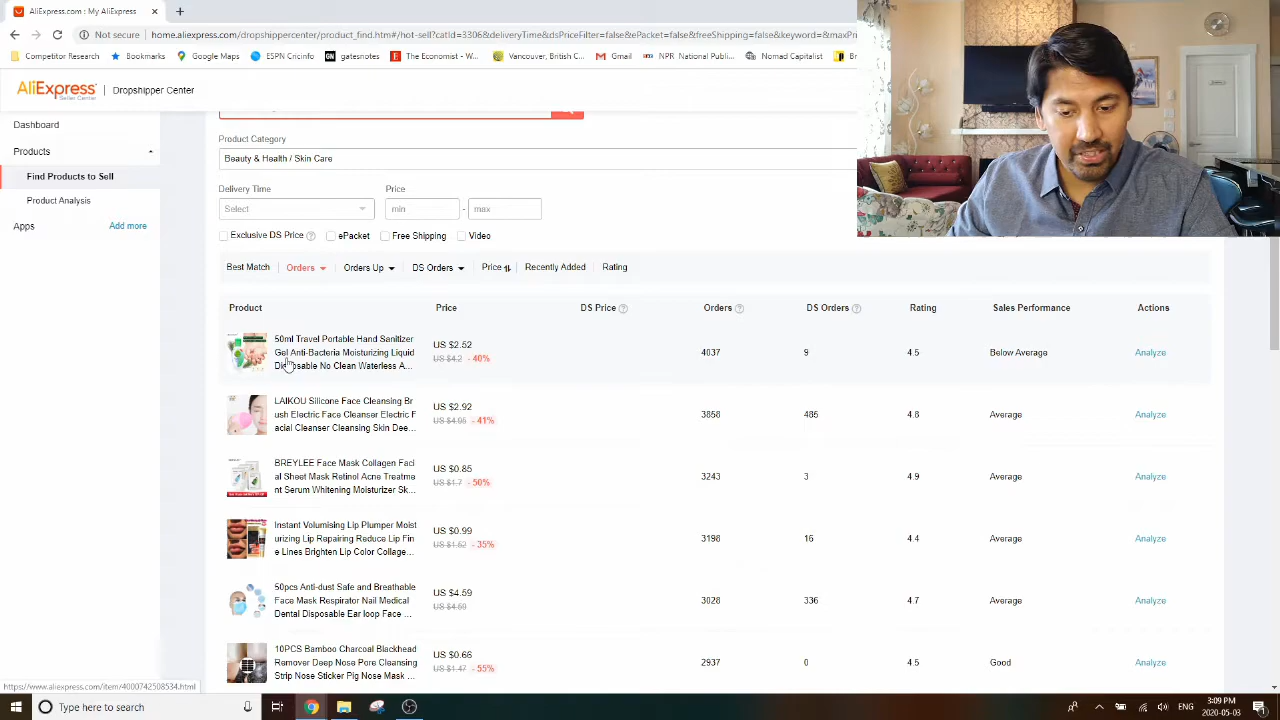 AliExpress - My AliExpress
Not secure
home.aliexpress.com/dropshippercenter/product_find.htm?#/hot-sell?catId=3306&deliveryTime&dsPriceFilter=false&ePacket=false&freeShipping=false&keyword=&maxPri
Competitor Research
Bookmarks
Google Maps
ESPN Cricinfo
The Economist - W...
Vancouver, British C...
Gmail
NPR : National Publi...
Nomad Capitalist
AliExpress
Seller Center
Dropshipper Center
Dashboard
Products
Find Products to Sell
Product Analysis
Apps
Add more
Product Category
Beauty & Health / Skin Care
Delivery Time
Price
Select
min
-
max
Exclusive DS Price
ePacket
Free Shipping
Video
Best Match
Orders
Orders Up
DS Orders
Price
Recently Added
Rating
Product
Price
DS Price
Orders
DS Orders
Rating
Sales Performance
Actions
50ml Travel Portable Hand Sanitizer
Gel Anti-Bacteria Moisturizing Liquid
Disposable No Clean Waterless A...
US $2.52
US $4.2 - 40%
4037
9
4.5
Below Average
Analyze
LAIKOU Silicone Face Cleansing Br
ush Electric Face Cleanser Electric F
acial Cleanser Cleansing Skin Dee...
US $2.92
US $4.95 - 41%
3858
485
4.8
Average
Analyze
BREYLEE Face Mask Collagen Faci
al Sheet Mask Retinol Acne Treatme
nt Serum Whitening Moisturizer Sk...
US $0.85
US $1.7 - 50%
3243
3
4.9
Average
Analyze
Instant Volumising Lip Plumper Moist
urizing Lip Repairing Reduce Lip Fin
e Lines Brighten Lip Color Collage...
US $0.99
US $1.52 - 35%
3198
16
4.4
Average
Analyze
50pcs Anti-dust Safe and Breathable
Face Mask Respirator Nail Medical
Dental Disposable Ear loop Face ...
US $4.59
US $4.59
3028
336
4.7
Average
Analyze
10PCS Bamboo Charcoal Blackhead
Remover Deep Nose Pore Cleansing
Strip Nose Sticker Pig Nose Mask ...
US $0.66
US $1.47 - 55%
2337
0
4.5
Good
Analyze
https://www.aliexpress.com/item/4000742508534.html
Type here to search
ENG
3:09 PM
2020-05-03